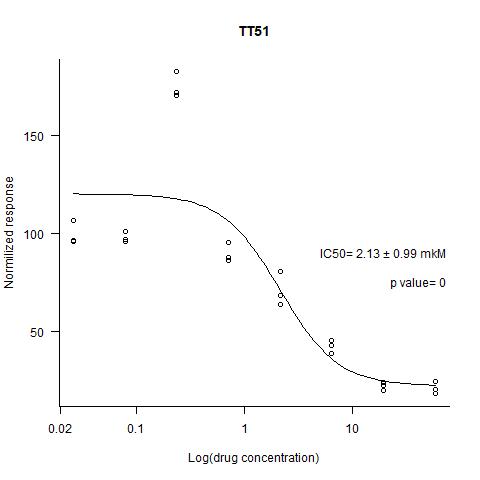 TT51
150
100
50
Normilized response
IC50= 2.13 ± 0.99 mkM
p value= 0
0.02 0.1 1 10
Log(drug concentration)